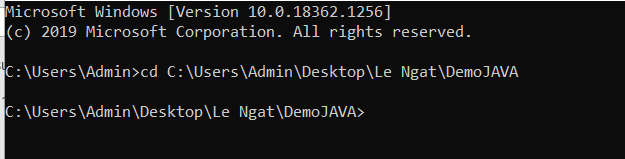 Microsoft Windows [Version 10.0.18362.1256]
(c) 2019 Microsoft Corporation. All rights reserved.
C:\Users\Admin>cd C:\Users\Admin\Desktop\Le Ngat\DemoJAVA
C:\Users\Admin\Desktop\Le Ngat\DemoJAVA>